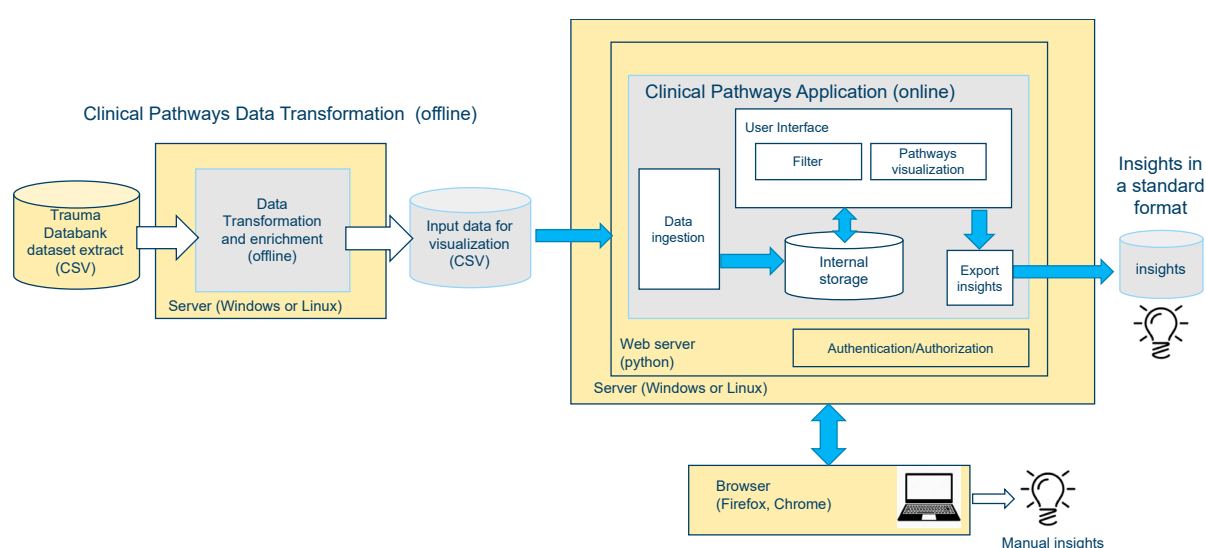 Clinical Pathways Data Transformation (offline)
Trauma
Databank
dataset extract
(CSV)
Data
Transformation
and enrichment
(offline)
Server (Windows or Linux)
Input data for
visualization
(CSV)
Clinical Pathways Application (online)
User Interface
Filter
Pathways
visualization
Data
ingestion
Internal
storage
Export
insights
Web server
(python)
Authentication/Authorization
Server (Windows or Linux)
Insights in
a standard
format
insights
Browser
(Firefox, Chrome)
Manual insights